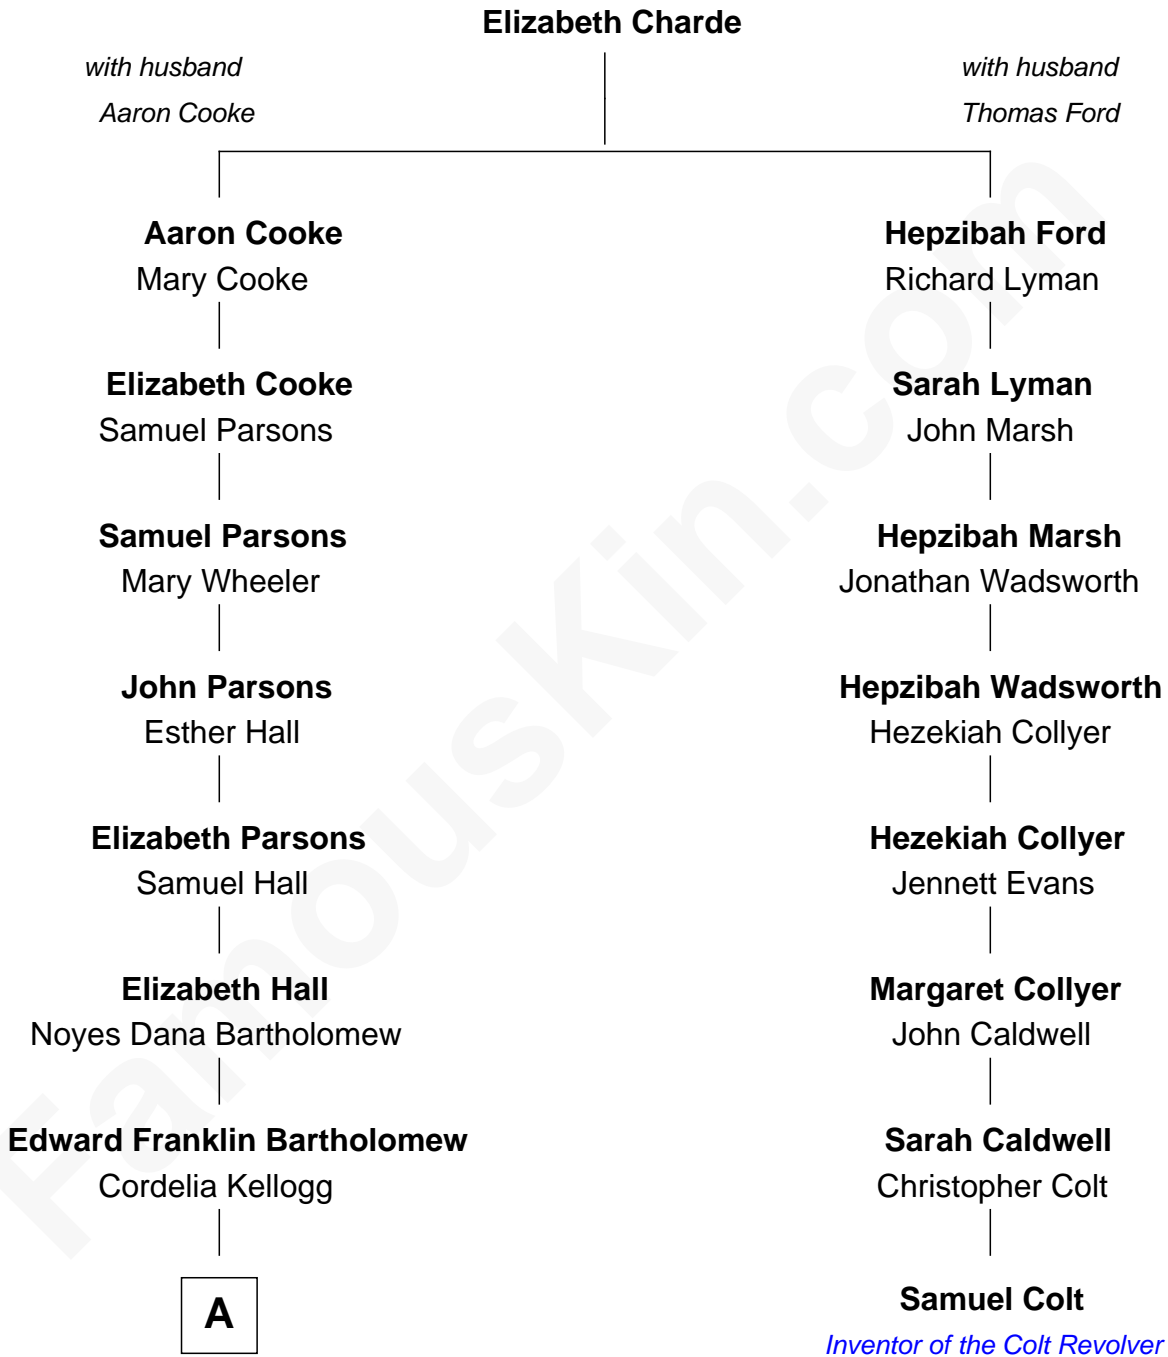 Elizabeth Charde
with husband
Aaron Cooke
with husband
Thomas Ford
Aaron Cooke
Mary Cooke
Hepzibah Ford
Richard Lyman
Elizabeth Cooke
Samuel Parsons
Sarah Lyman
John Marsh
Samuel Parsons
Mary Wheeler
Hepzibah Marsh
Jonathan Wadsworth
John Parsons
Esther Hall
Hepzibah Wadsworth
Hezekiah Collyer
Elizabeth Parsons
Samuel Hall
Hezekiah Collyer
Jennett Evans
Elizabeth Hall
Noyes Dana Bartholomew
Margaret Collyer
John Caldwell
Edward Franklin Bartholomew
Cordelia Kellogg
Sarah Caldwell
Christopher Colt
A
Samuel Colt
Inventor of the Colt Revolver
FamousKin.com